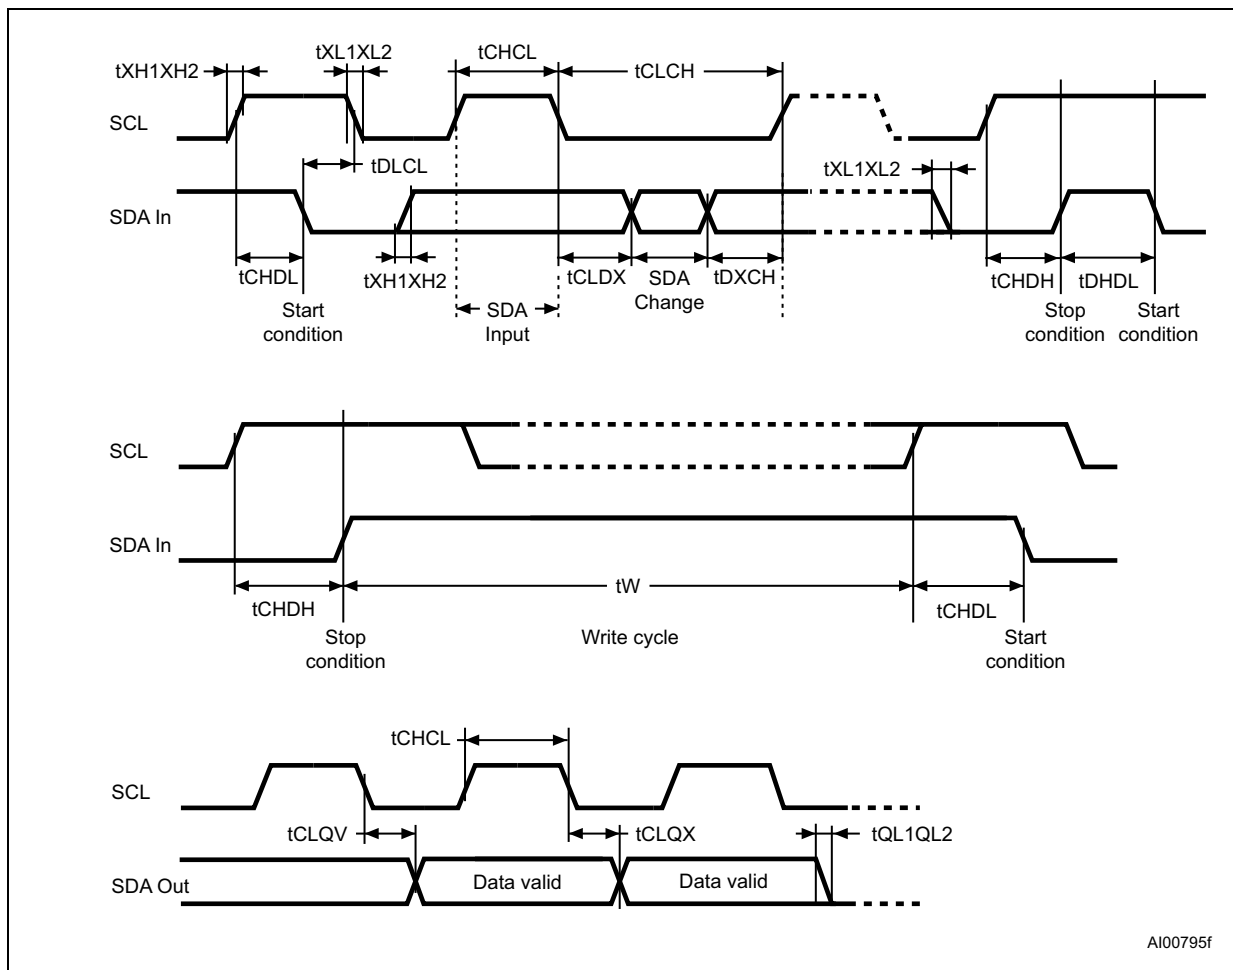 tXH1XH2
tXL1XL2
tCHCL
tCLCH
SCL
tDLCL
tXL1XL2
SDA In
tCHDL
tXH1XH2
tCLDX
SDA
Change
tDXCH
tCHDH
tDHDL
Start
condition
SDA
Input
Stop
condition
Start
condition
SCL
SDA In
tCHDH
tW
tCHDL
Stop
condition
Write cycle
Start
condition
tCHCL
SCL
tCLQV
tCLQX
tQL1QL2
SDA Out
Data valid
Data valid
AI00795f